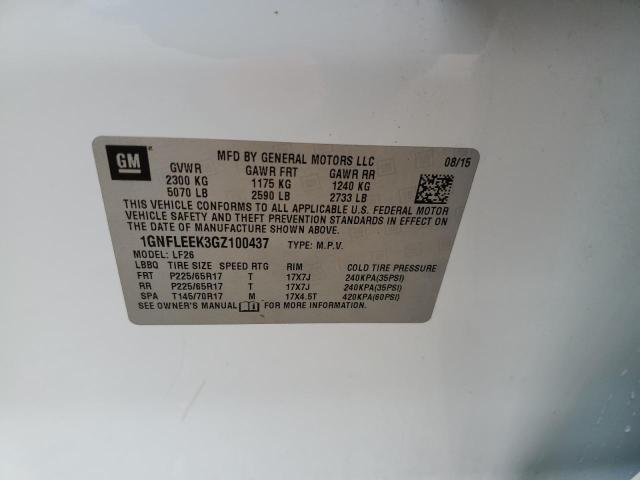 GM
MFD BY GENERAL MOTORS LLC 08/15
GVWR GAWR FRT GAWR RR
2300 KG 1175 KG 1240 KG
5070 LB 2590 LB 2733 LB
THIS VEHICLE CONFORMS TO ALL APPLICABLE U.S. FEDERAL MOTOR
VEHICLE SAFETY AND THEFT PREVENTION STANDARDS IN EFFECT ON
THE DATE OF MANUFACTURE SHOWN ABOVE.
1GNFLEEK3GZ100437 TYPE: M.P.V.
MODEL: LF26
LBBQ TIRE SIZE SPEED RTG RIM COLD TIRE PRESSURE
FRT P225/65R17 T 17X7J 240KPA(35PSI)
RR P225/65R17 T 17X7J 240KPA(35PSI)
SPA T145/70R17 M 17X4.5T 420KPA(60PSI)
SEE OWNER'S MANUAL FOR MORE INFORMATION.